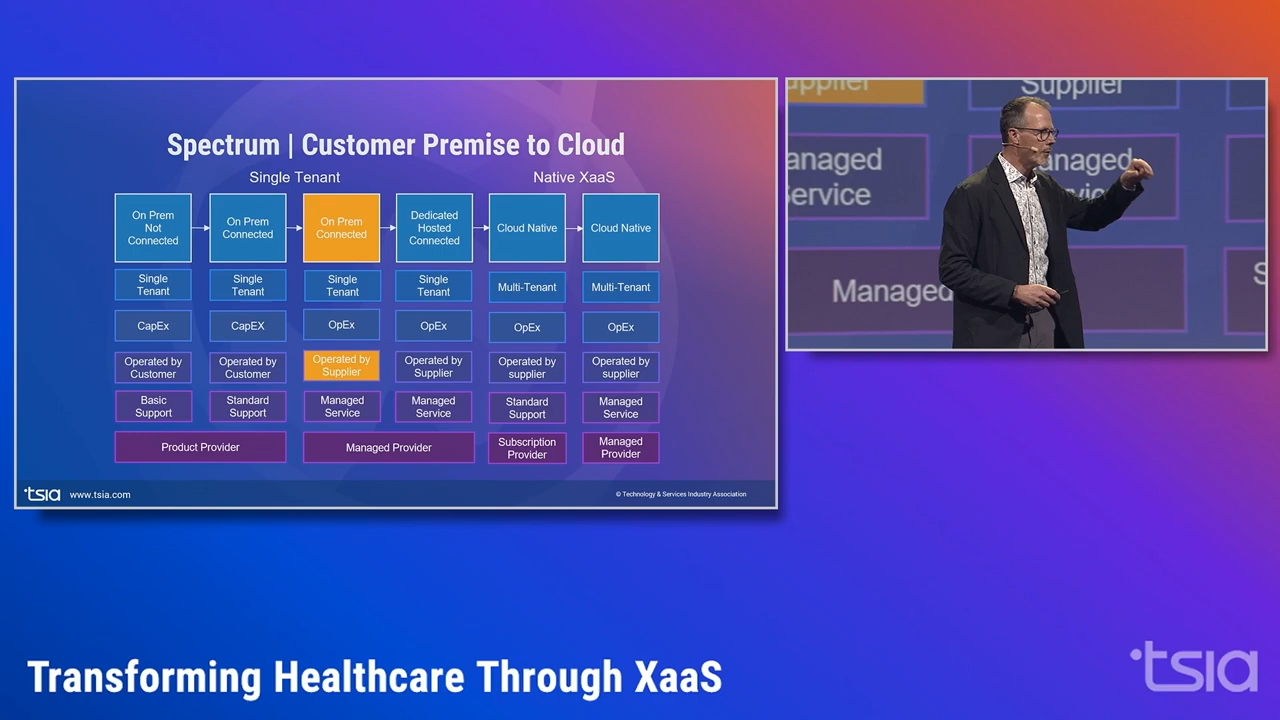 Spectrum | Customer Premise to Cloud
Single Tenant
Native XaaS
On Prem
Not
Connected
On Prem
Connected
On Prem
Connected
Dedicated
Hosted
Connected
Cloud Native
Cloud Native
Single
Tenant
Single
Tenant
Single
Tenant
Single
Tenant
Multi-Tenant
Multi-Tenant
CapEx
CapEX
OpEx
OpEx
OpEx
OpEx
Operated by
Customer
Operated by
Customer
Operated by
Supplier
Operated by
Supplier
Operated by
supplier
Operated by
supplier
Basic
Support
Standard
Support
Managed
Service
Managed
Service
Standard
Support
Managed
Service
Product Provider
Managed Provider
Subscription
Provider
Managed
Provider
tsia www.tsia.com
© Technology & Services Industry Association
Supplier
anaged
Service
anaged
Managed
Transforming Healthcare Through XaaS
tsia